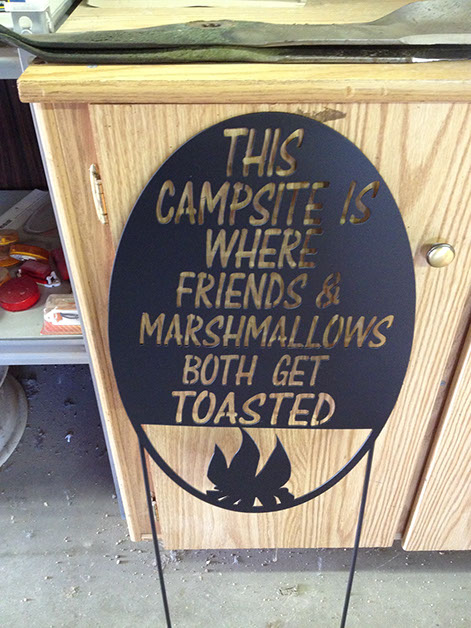 THIS
CAMPSITE IS
WHERE
FRIENDS &
MARSHMALLOWS
BOTH GET
TOASTED